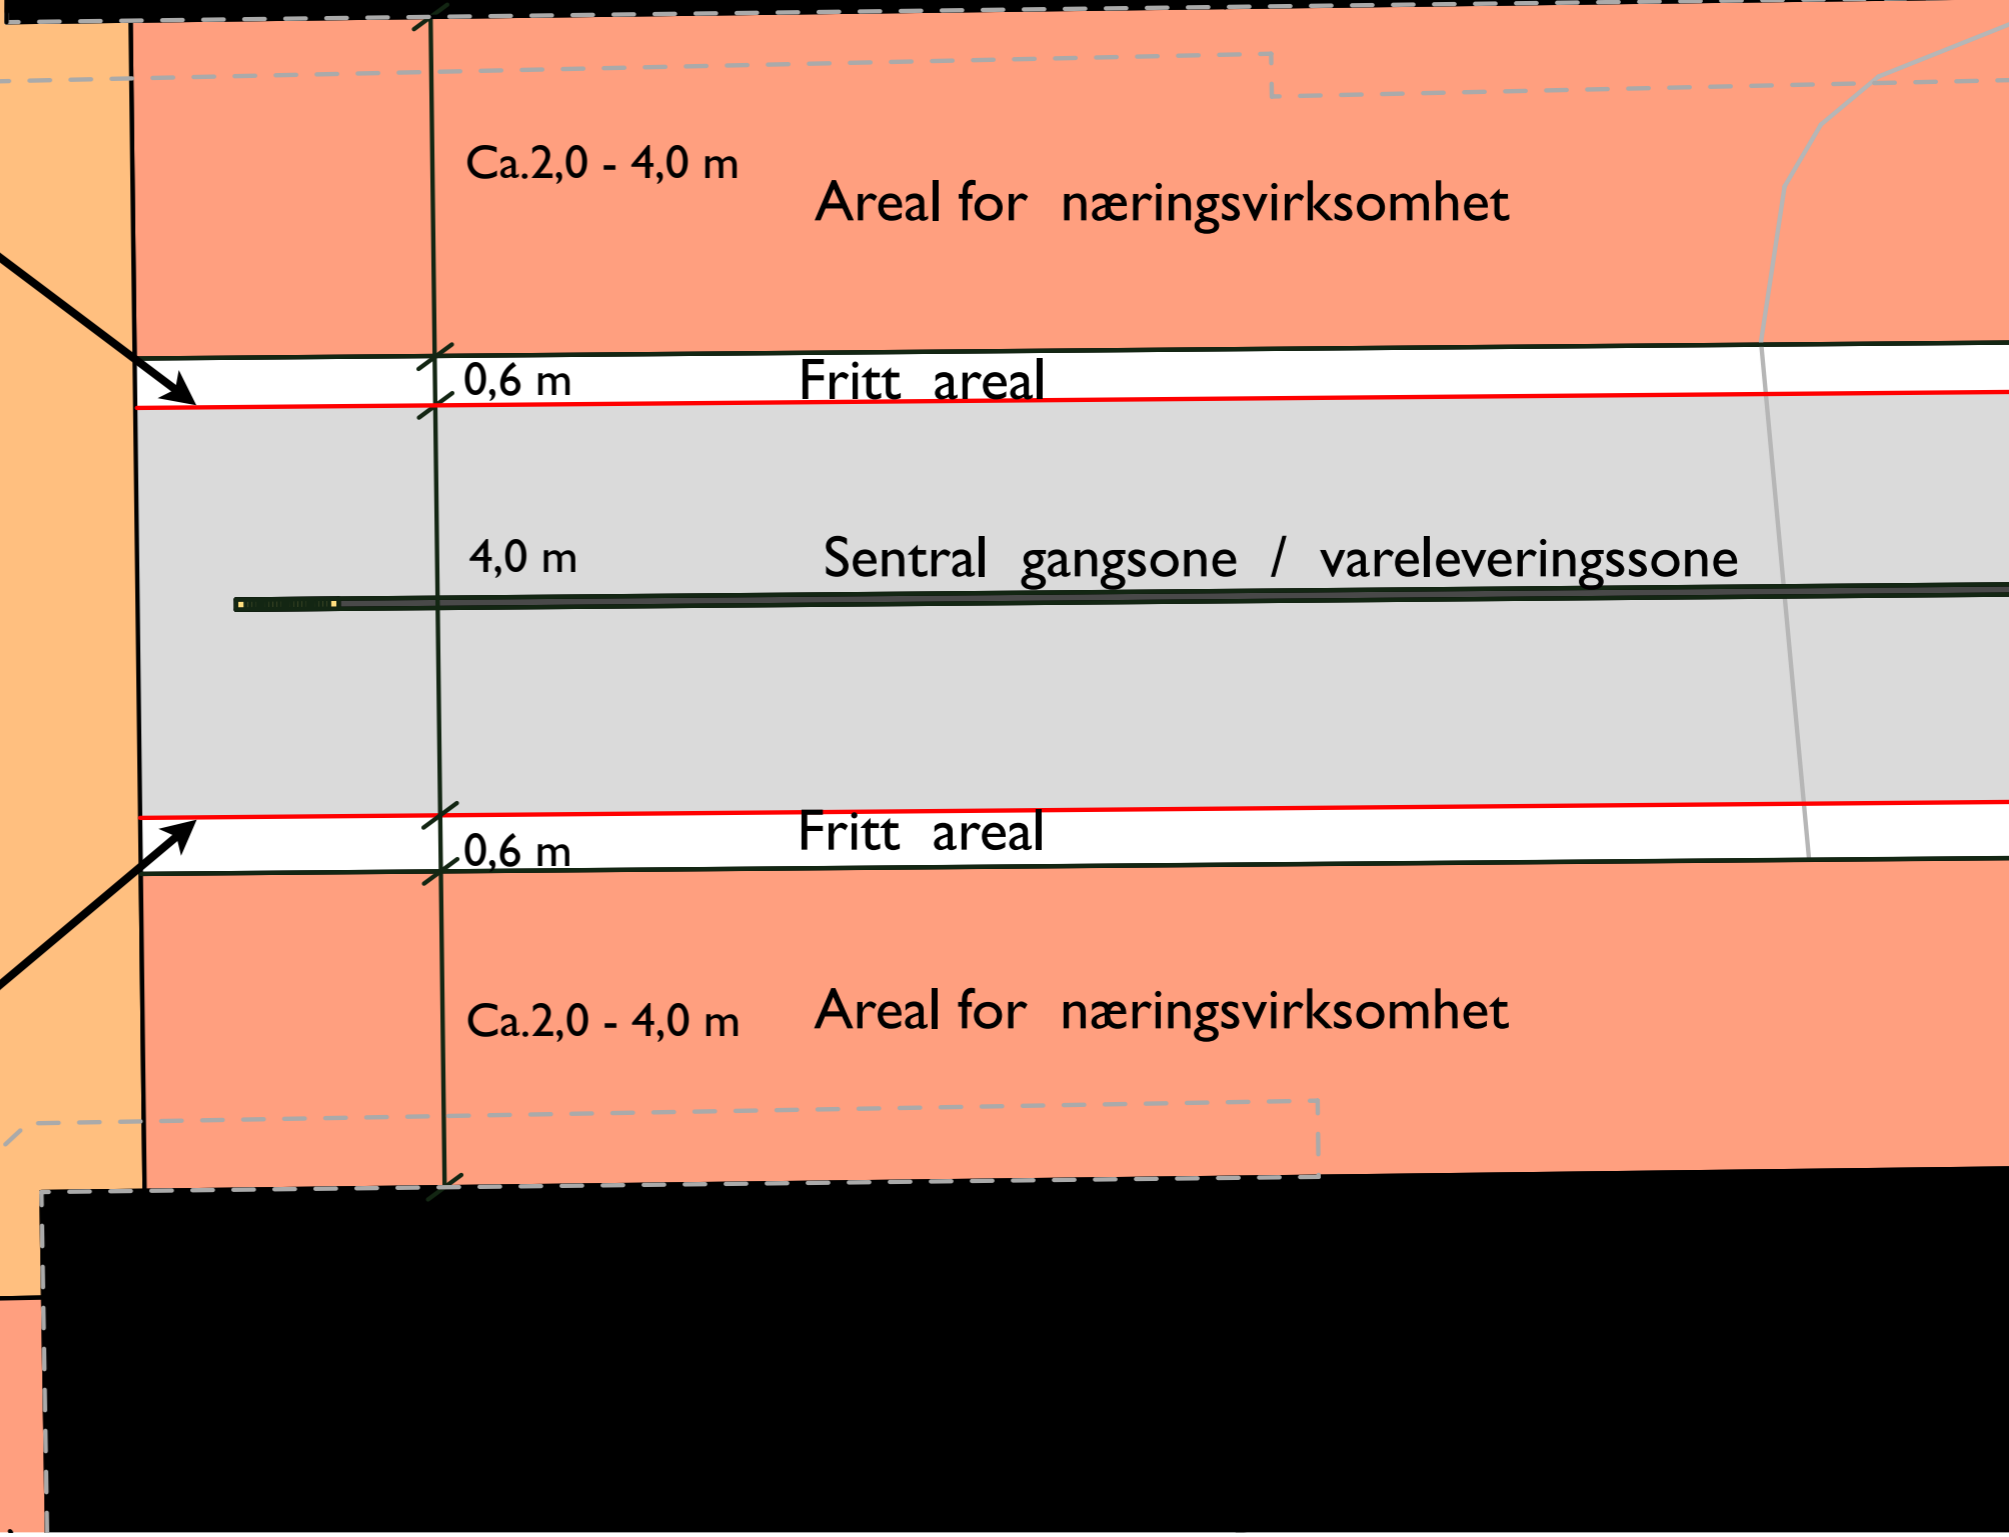 Ca.2,0 - 4,0 m
Areal for næringsvirksomhet
0,6 m
Fritt areal
4,0 m
Sentral gangsone / vareleveringssone
Fritt areal
0,6 m
Ca.2,0 - 4,0 m
Areal for næringsvirksomhet